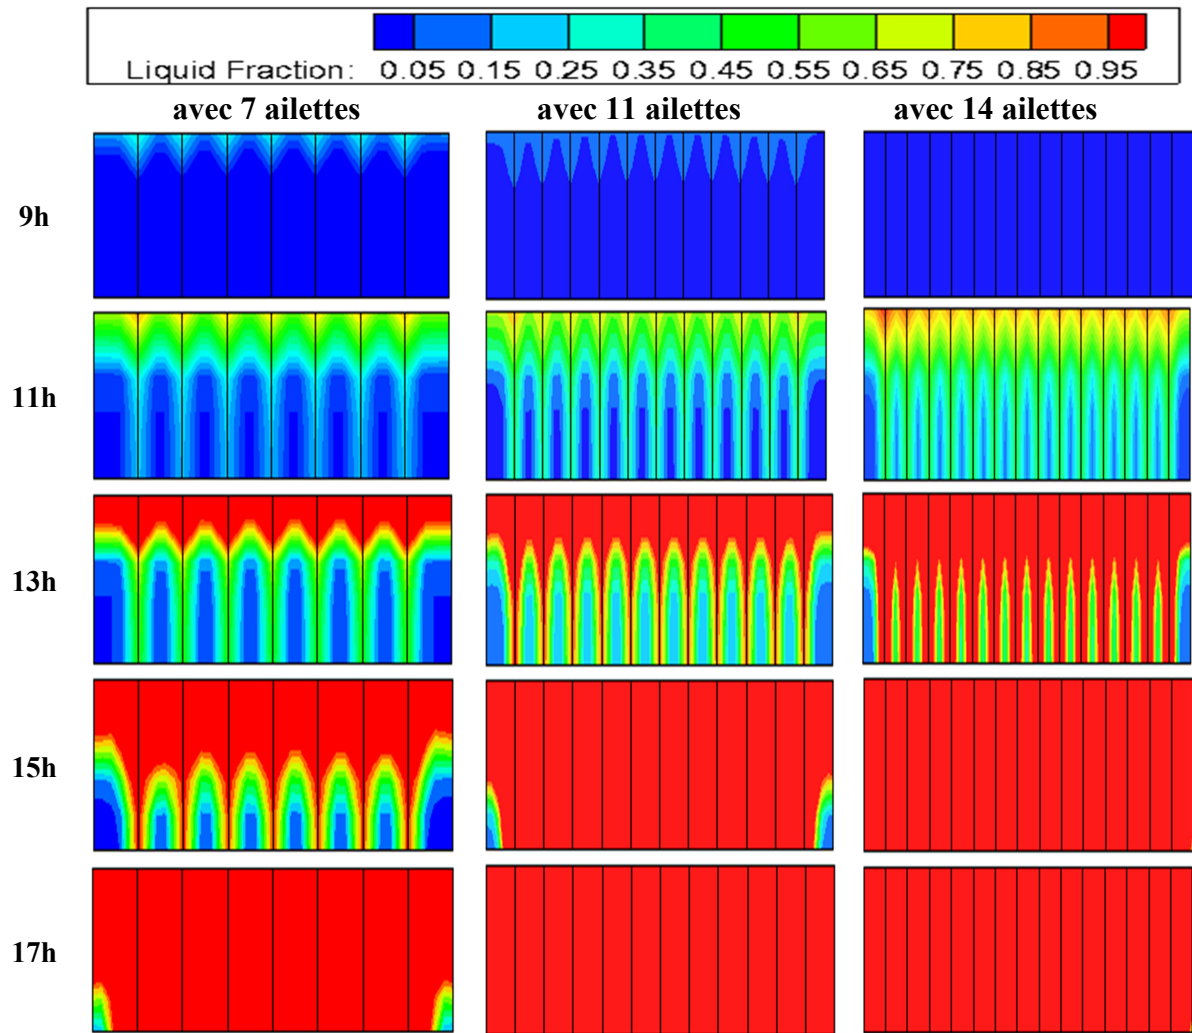 Liquid Fraction: 0.05 0.15 0.25 0.35 0.45 0.55 0.65 0.75 0.85 0.95
avec 7 ailettes avec 11 ailettes avec 14 ailettes
9h
11h
13h
15h
17h